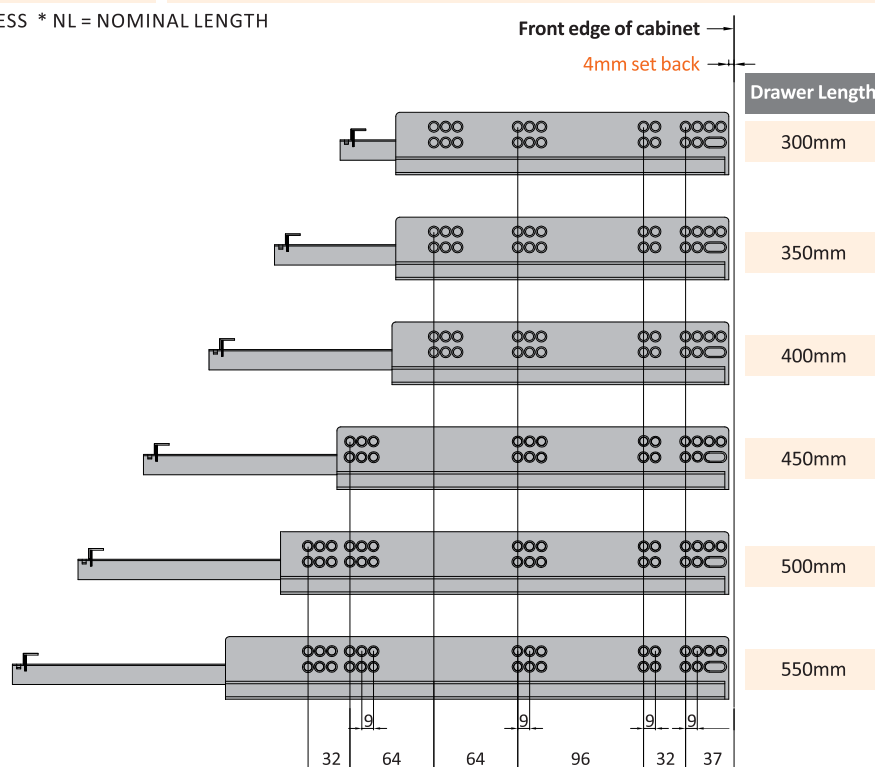 ESS * NL = NOMINAL LENGTH
Front edge of cabinet
4mm set back
Drawer Length
300mm
350mm
400mm
450mm
500mm
550mm
9 9 9 9
32 64 64 96 32 37